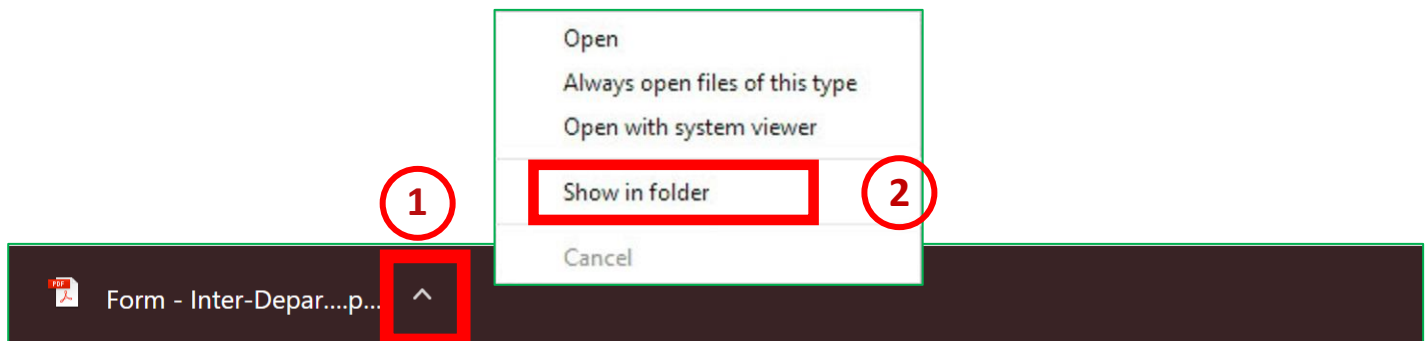 Open
Always open files of this type
Open with system viewer
Show in folder
2
1
Cancel
PDF
Form - Inter-Depar....p...